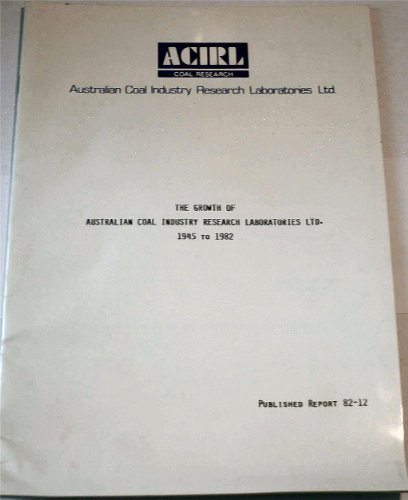 ACIRL
COAL RESEARCH
Australian Coal Industry Research Laboratories Ltd.
THE GROWTH OF
AUSTRALIAN COAL INDUSTRY RESEARCH LABORATORIES LTD.
1945 TO 1982
PUBLISHED REPORT 82-12